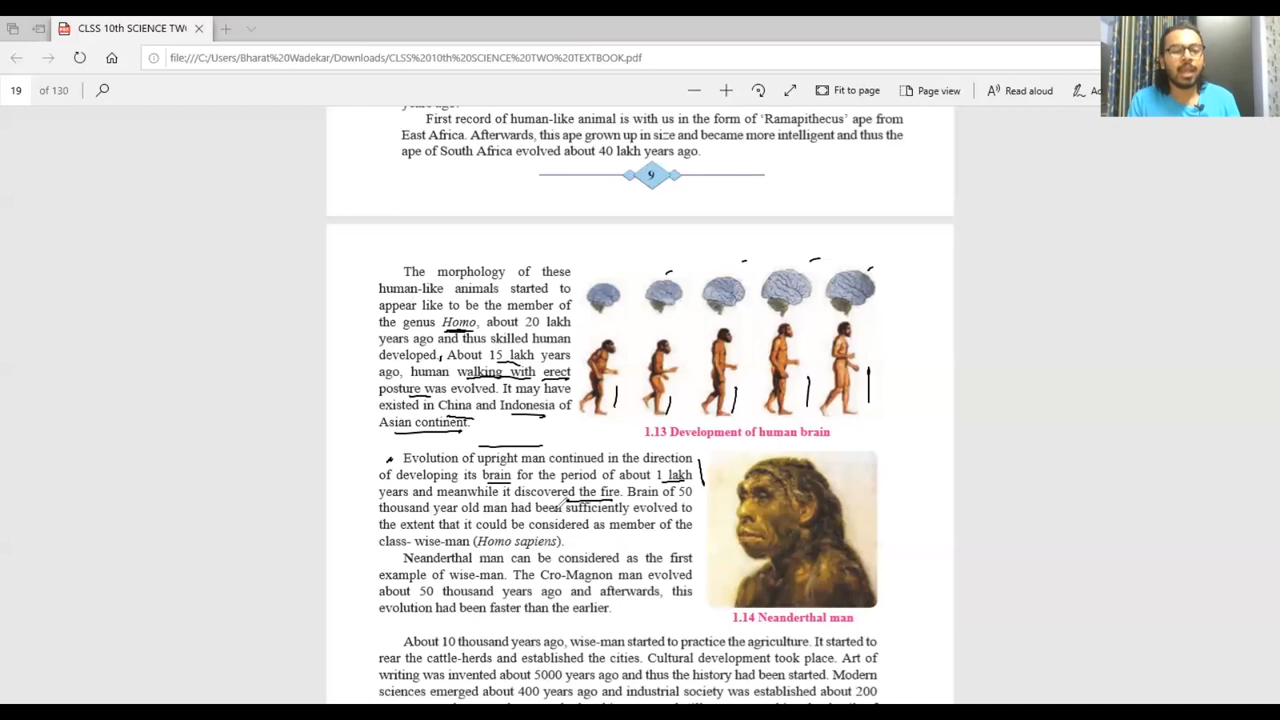 CLSS 10th SCIENCE TWO
file:///C:/Users/Bharat%20Wadekar/Downloads/CLSS%2010th%20SCIENCE%20TWO%20TEXTBOOK.pdf
19 of 130
Fit to page
Page view
Read aloud
years ago.
First record of human-like animal is with us in the form of ‘Ramapithecus’ ape from
East Africa. Afterwards, this ape grown up in size and became more intelligent and thus the
ape of South Africa evolved about 40 lakh years ago.
9
The morphology of these
human-like animals started to
appear like to be the member of
the genus Homo, about 20 lakh
years ago and thus skilled human
developed. About 15 lakh years
ago, human walking with erect
posture was evolved. It may have
existed in China and Indonesia of
Asian continent.
1.13 Development of human brain
Evolution of upright man continued in the direction
of developing its brain for the period of about 1 lakh
years and meanwhile it discovered the fire. Brain of 50
thousand year old man had been sufficiently evolved to
the extent that it could be considered as member of the
class- wise-man (Homo sapiens).
Neanderthal man can be considered as the first
example of wise-man. The Cro-Magnon man evolved
about 50 thousand years ago and afterwards, this
evolution had been faster than the earlier.
1.14 Neanderthal man
About 10 thousand years ago, wise-man started to practice the agriculture. It started to
rear the cattle-herds and established the cities. Cultural development took place. Art of
writing was invented about 5000 years ago and thus the history had been started. Modern
sciences emerged about 400 years ago and industrial society was established about 200